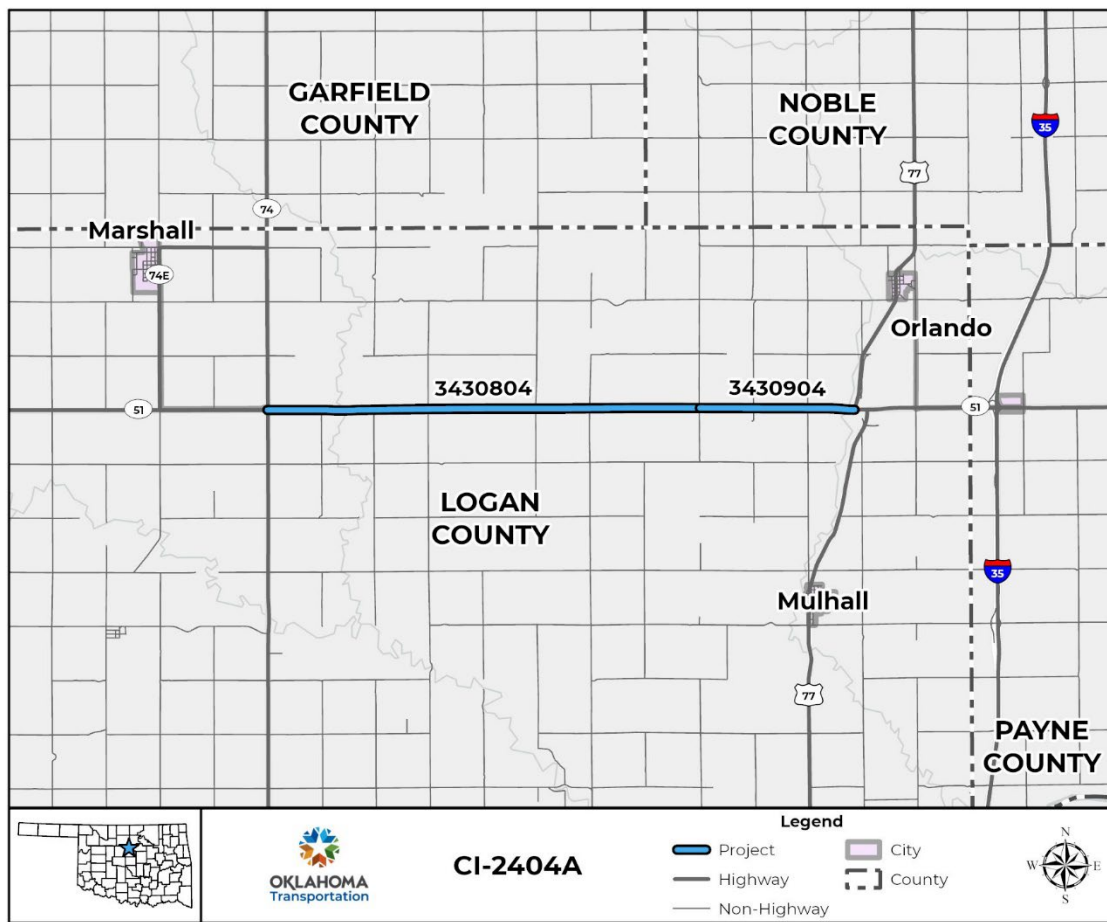 GARFIELD
COUNTY
NOBLE
COUNTY
35
77
74
Marshall
74E
Orlando
3430804
3430904
51
51
LOGAN
COUNTY
35
Mulhall
77
PAYNE
COUNTY
OKLAHOMA
Transportation
CI-2404A
Legend
Project
Highway
Non-Highway
City
County
N
W
E
S